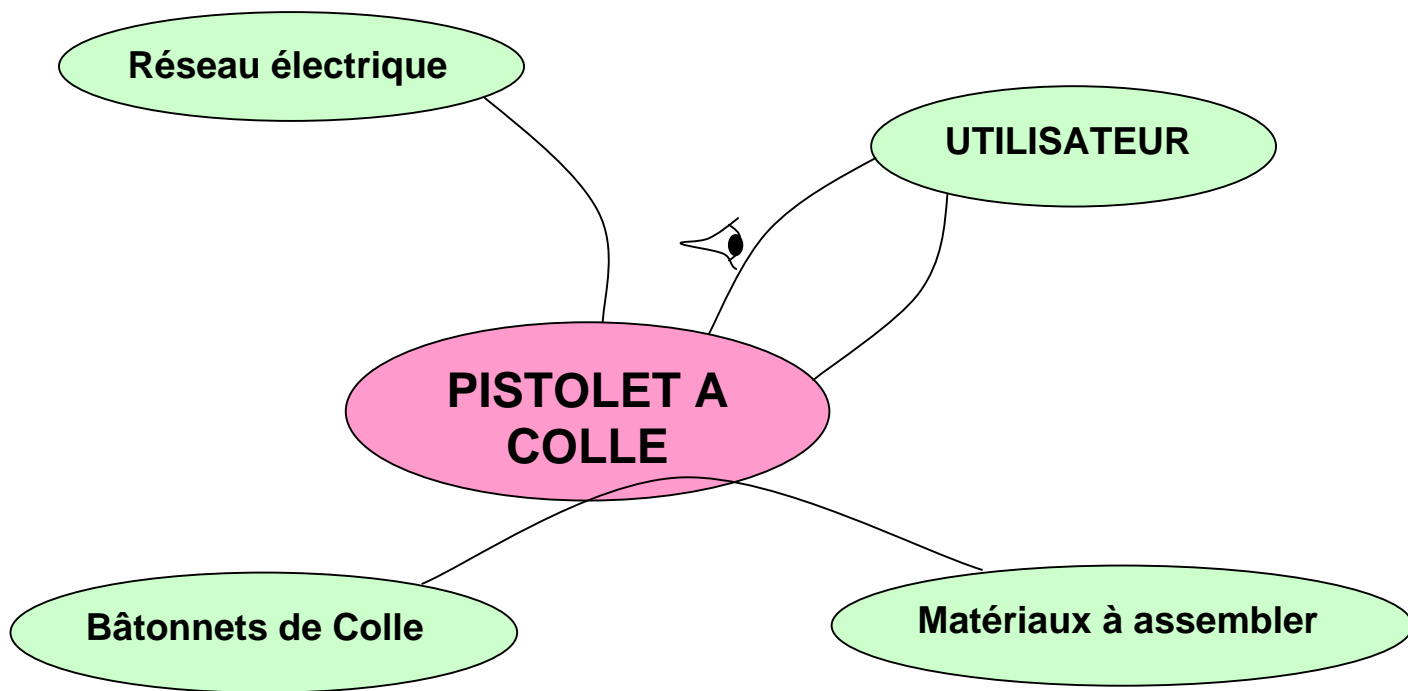 Réseau électrique
UTILISATEUR
PISTOLET A
COLLE
Bâtonnets de Colle
Matériaux à assembler